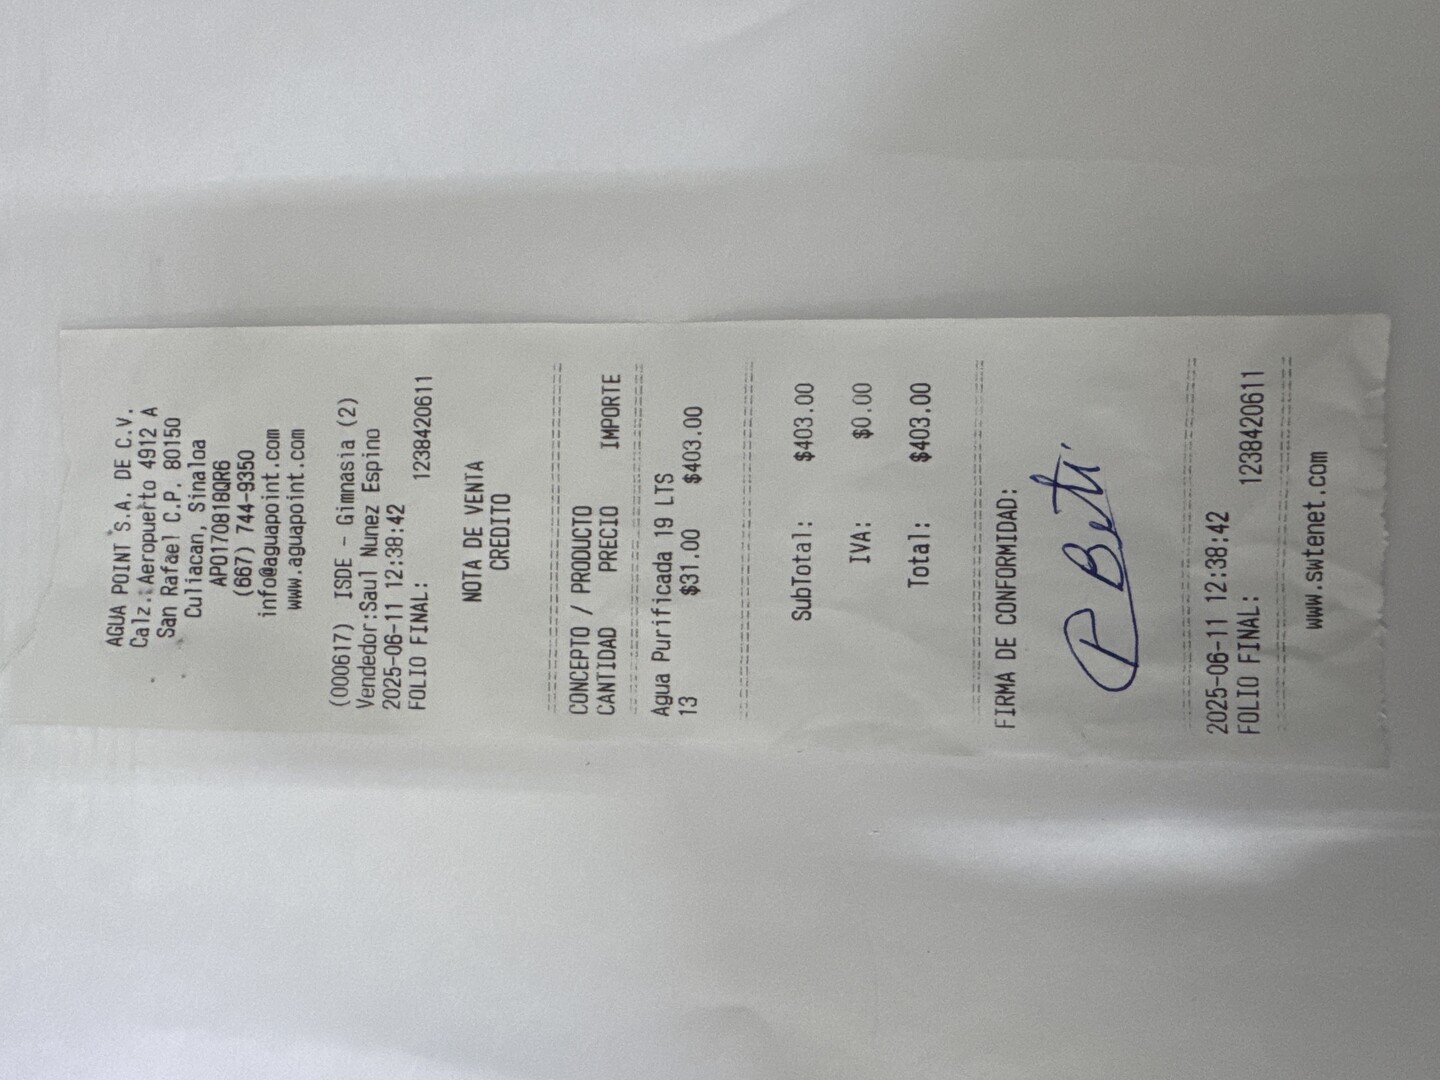 AGUA POINT S.A. DE C.V.
Calz. Aeropuerto 4912 A
San Rafael C.P. 80150
Culiacan, Sinaloa
APO170818QR6
(667) 744-9350
info@aguapoint.com
www.aguapoint.com
(000617) ISDE - Gimnasia (2)
Vendedor:Saul Nunez Espino
2025-06-11 12:38:42
FOLIO FINAL: 1238420611
NOTA DE VENTA
CREDITO
CONCEPTO / PRODUCTO
CANTIDAD PRECIO IMPORTE
Agua Purificada 19 LTS
13 $31.00 $403.00
SubTotal: $403.00
IVA: $0.00
Total: $403.00
FIRMA DE CONFORMIDAD:
P Beti
2025-06-11 12:38:42
FOLIO FINAL: 1238420611
www.swtenet.com